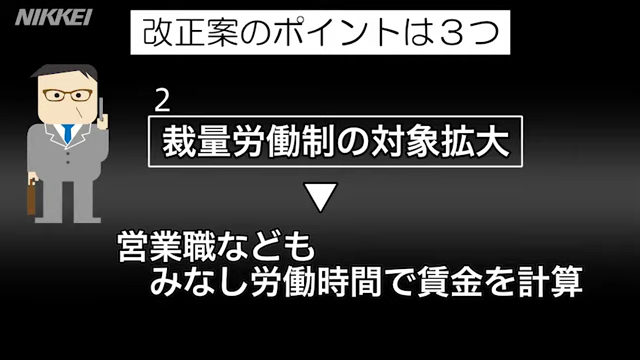 NIKKEI
改正案のポイントは３つ
2
裁量労働制の対象拡大
営業職なども
みなし労働時間で賃金を計算